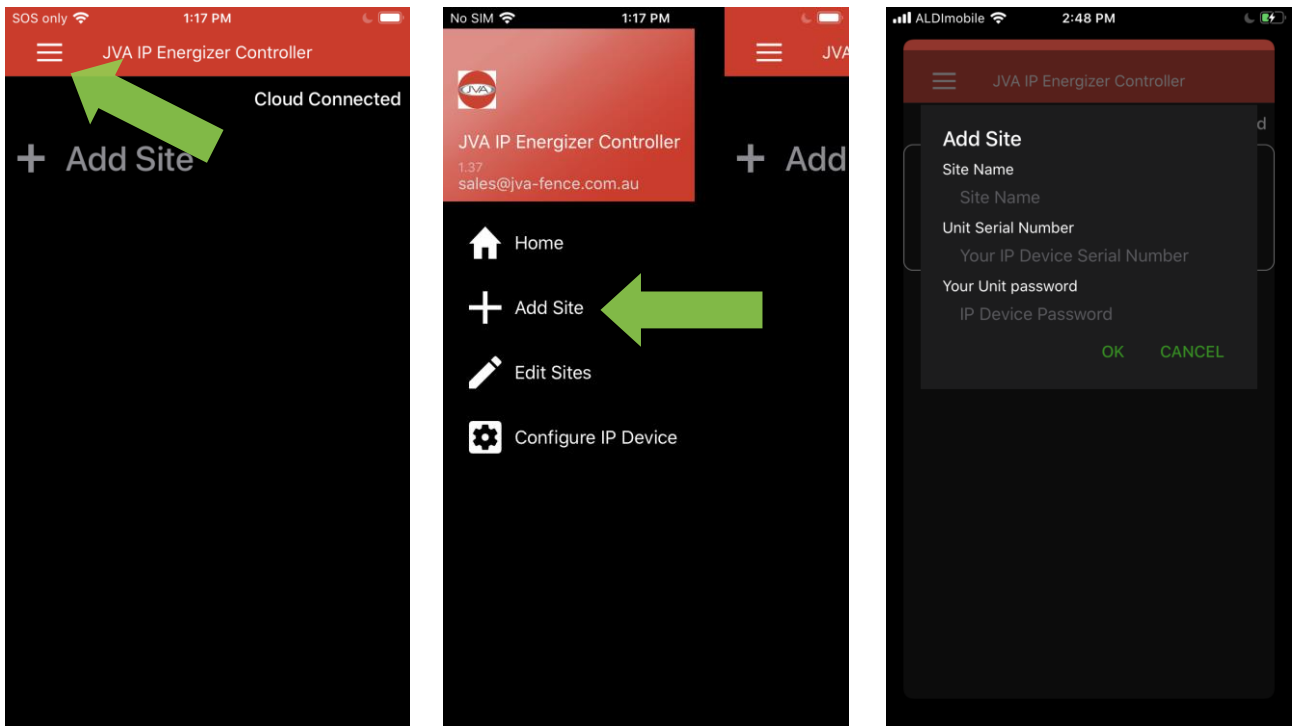 SOS only 1:17 PM
JVA IP Energizer Controller
Cloud Connected
+ Add Site
No SIM 1:17 PM
JVA
JVA
JVA IP Energizer Controller
1.37
sales@jva-fence.com.au
+ Add
Home
Add Site
Edit Sites
Configure IP Device
ALDImobile 2:48 PM
JVA IP Energizer Controller
d
Add Site
Site Name
Site Name
Unit Serial Number
Your IP Device Serial Number
Your Unit password
IP Device Password
OK CANCEL